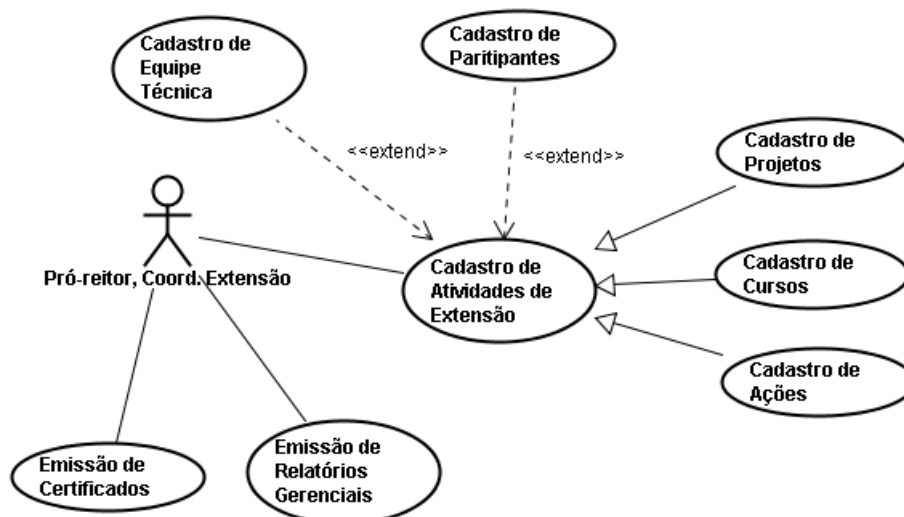 Cadastro de
Equipe
Técnica
Cadastro de
Paritipantes
<<extend>>
<<extend>>
Cadastro de
Projetos
Pró-reitor, Coord. Extensão
Cadastro de
Atividades de
Extensão
Cadastro de
Cursos
Cadastro de
Ações
Emissão de
Certificados
Emissão de
Relatórios
Gerenciais